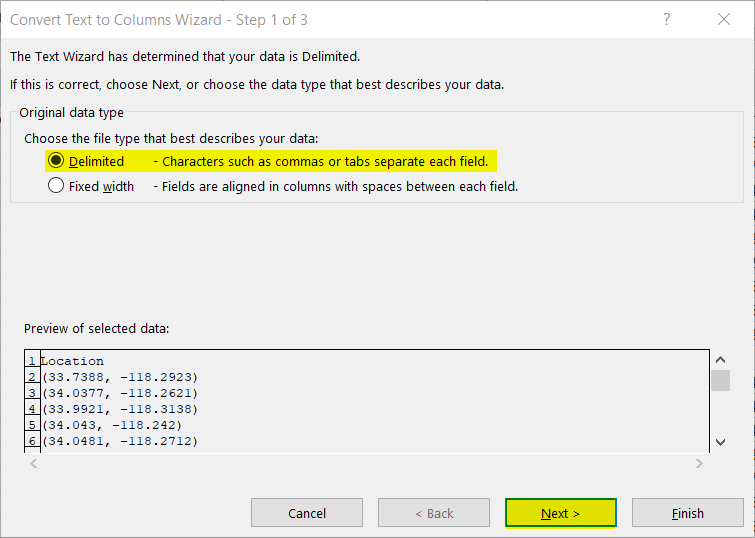 Convert Text to Columns Wizard - Step 1 of 3 ? ×
The Text Wizard has determined that your data is Delimited.
If this is correct, choose Next, or choose the data type that best describes your data.
Original data type
Choose the file type that best describes your data:
Delimited - Characters such as commas or tabs separate each field.
Fixed width - Fields are aligned in columns with spaces between each field.
Preview of selected data:
1 Location
2 (33.7388, -118.2923)
3 (34.0377, -118.2621)
4 (33.9921, -118.3138)
5 (34.043, -118.242)
6 (34.0481, -118.2712)
Cancel < Back Next > Finish